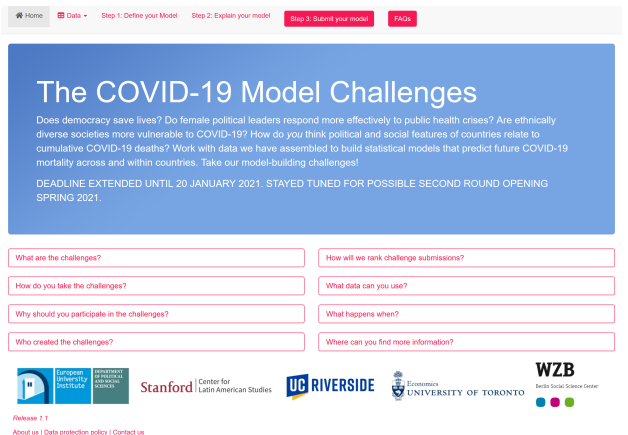 Home
Data
Step 1: Define your Model
Step 2: Explain your model
Step 3: Submit your model
FAQs
The COVID-19 Model Challenges
Does democracy save lives? Do female political leaders respond more effectively to public health crises? Are ethnically
diverse societies more vulnerable to COVID-19? How do you think political and social features of countries relate to
cumulative COVID-19 deaths? Work with data we have assembled to build statistical models that predict future COVID-19
mortality across and within countries. Take our model-building challenges!
DEADLINE EXTENDED UNTIL 20 JANUARY 2021. STAYED TUNED FOR POSSIBLE SECOND ROUND OPENING
SPRING 2021.
What are the challenges?
How will we rank challenge submissions?
How do you take the challenges?
What data can you use?
Why should you participate in the challenges?
What happens when?
Who created the challenges?
Where can you find more information?
European
University
Institute
DEPARTMENT
OF POLITICAL
AND SOCIAL
SCIENCES
Stanford
Center for
Latin American Studies
UC RIVERSIDE
Economics
UNIVERSITY OF TORONTO
WZB
Berlin Social Science Center
Release 1.1
About us | Data protection policy | Contact us